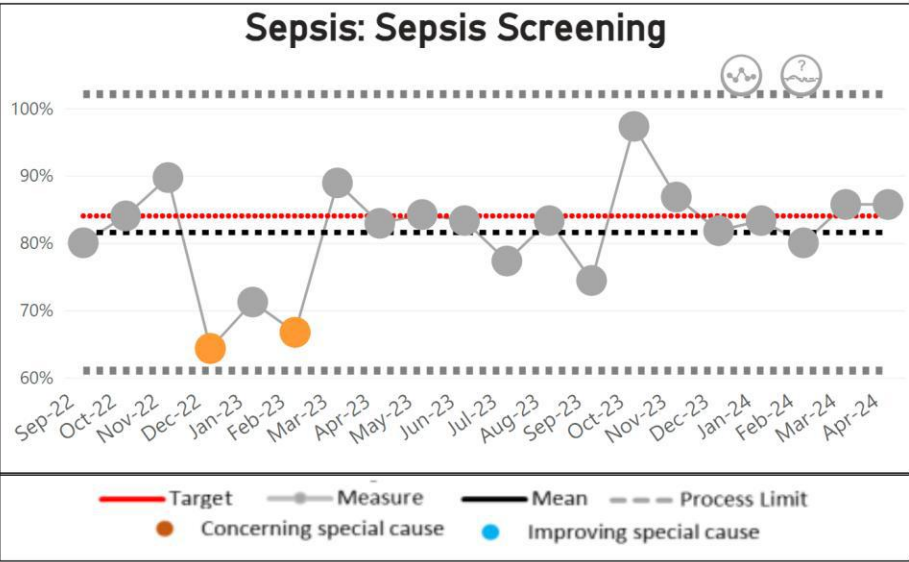 Sepsis: Sepsis Screening
?
100%
90%
80%
70%
60%
Sep-22 Oct-22 Nov-22 Dec-22 Jan-23 Feb-23 Mar-23 Apr-23 May-23 Jun-23 Jul-23 Aug-23 Sep-23 Oct-23 Nov-23 Dec-23 Jan-24 Feb-24 Mar-24 Apr-24
Target Measure Mean Process Limit
Concerning special cause Improving special cause